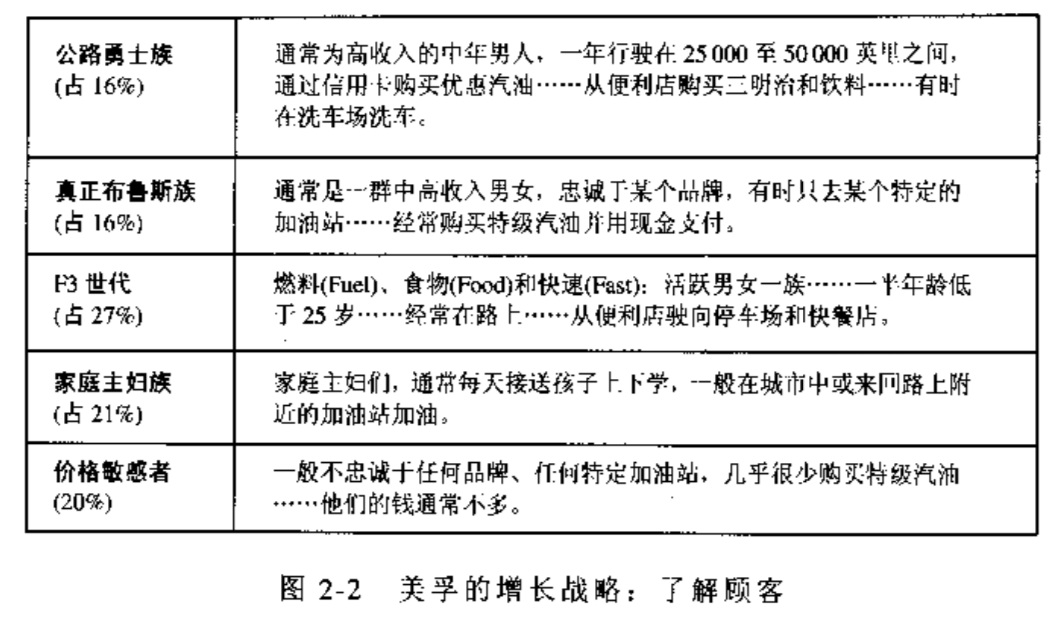 公路勇士族
(占 16%)
通常为高收入的中年男人，一年行驶在 25 000 至 50 000 英里之间，
通过信用卡购买优惠汽油……从便利店购买三明治和饮料……有时
在洗车场洗车。
真正布鲁斯族
(占 16%)
通常是一群中高收入男女，忠诚于某个品牌，有时只去某个特定的
加油站……经常购买特级汽油并用现金支付。
F3 世代
(占 27%)
燃料(Fuel)、食物(Food)和快速(Fast)：活跃男女一族……一半年龄低
于 25 岁……经常在路上……从便利店驶向停车场和快餐店。
家庭主妇族
(占 21%)
家庭主妇们，通常每天接送孩子上下学，一般在城市中或来回路上附
近的加油站加油。
价格敏感者
(20%)
一般不忠诚于任何品牌、任何特定加油站，几乎很少购买特级汽油
……他们的钱通常不多。
图 2-2 美孚的增长战略：了解顾客